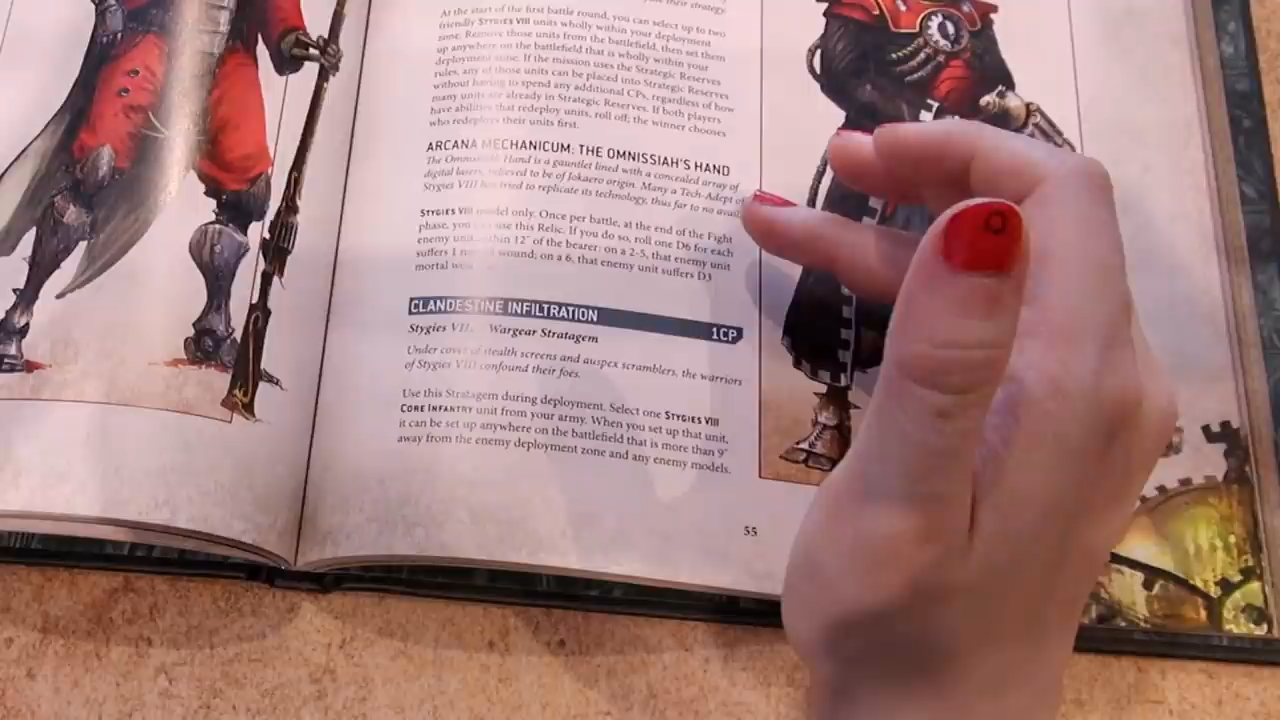 their strategy.
At the start of the first battle round, you can select up to two
friendly STYGIES VIII units wholly within your deployment
zone. Remove those units from the battlefield, then set them
up anywhere on the battlefield that is wholly within your
deployment zone. If the mission uses the Strategic Reserves
rules, any of those units can be placed into Strategic Reserves
without having to spend any additional CPs, regardless of how
many units are already in Strategic Reserves. If both players
have abilities that redeploy units, roll off; the winner chooses
who redeploys their units first.
ARCANA MECHANICUM: THE OMNISSIAH'S HAND
The Hand is a gauntlet lined with a concealed array of
digital lasers, believed to be of Jokaero origin. Many a Tech-Adept of
Stygies VIII has tried to replicate its technology, thus far to no avail.
STYGIES VIII model only. Once per battle, at the end of the Fight
phase, you can use this Relic. If you do so, roll one D6 for each
enemy unit within 12" of the bearer: on a 2-5, that enemy unit
suffers 1 wound; on a 6, that enemy unit suffers D3
mortal
CLANDESTINE INFILTRATION 1CP
Stygies Wargear Stratagem
Under cover of stealth screens and auspex scramblers, the warriors
of Stygies VIII confound their foes.
Use this Stratagem during deployment. Select one STYGIES VIII
CORE INFANTRY unit from your army. When you set up that unit,
it can be set up anywhere on the battlefield that is more than 9"
away from the enemy deployment zone and any enemy models.
55